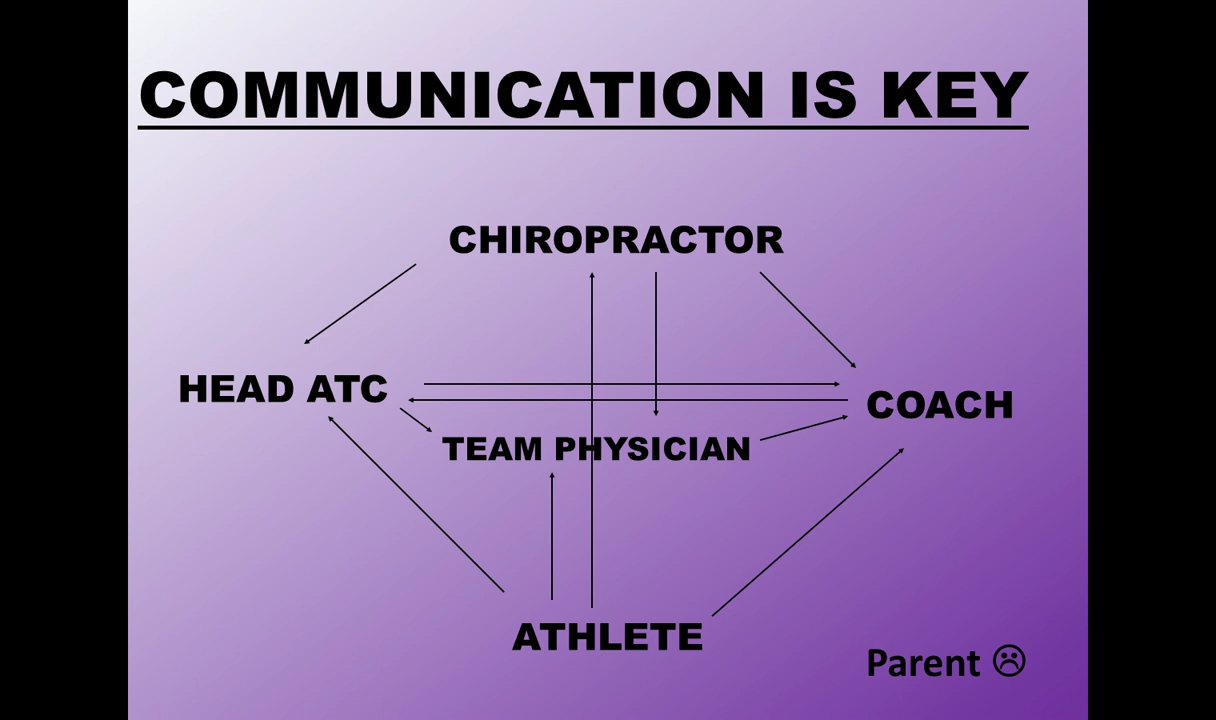 COMMUNICATION IS KEY
CHIROPRACTOR
HEAD ATC
COACH
TEAM PHYSICIAN
ATHLETE
Parent ☹